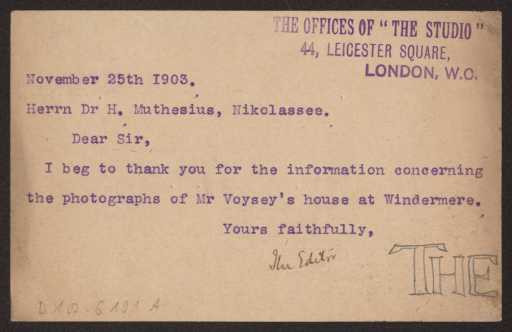 THE OFFICES OF "THE STUDIO"
44, LEICESTER SQUARE,
LONDON, W.C.
November 25th 1903.
Herrn Dr H. Muthesius, Nikolassee.
Dear Sir,
I beg to thank you for the information concerning
the photographs of Mr Voysey's house at Windermere.
Yours faithfully,
The Editor
THE